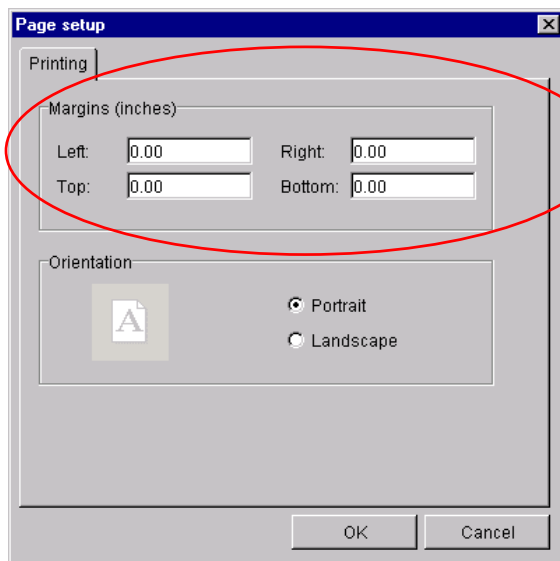 Page setup
Printing
Margins (inches)
Left: 0.00 Right: 0.00
Top: 0.00 Bottom: 0.00
Orientation
A
Portrait
Landscape
OK Cancel